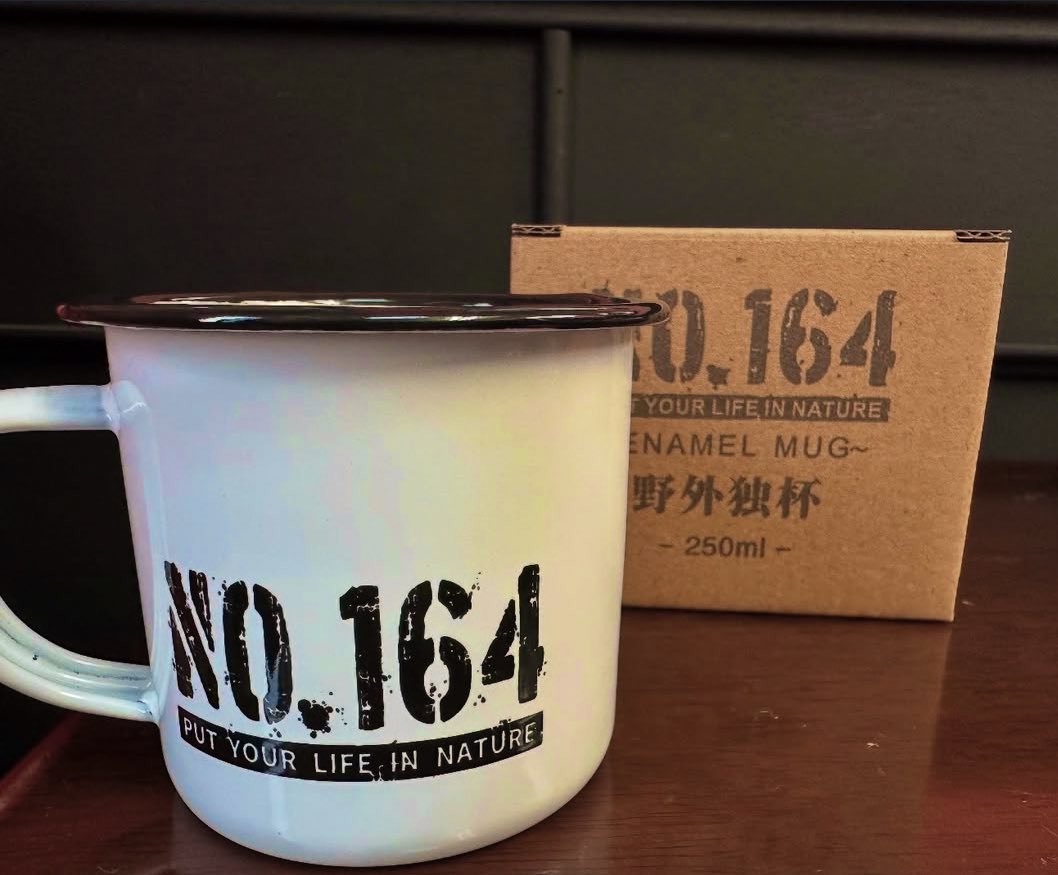 NO.164
PUT YOUR LIFE IN NATURE
NO.164
YOUR LIFE IN NATURE
ENAMEL MUG~
野外独杯
- 250ml -